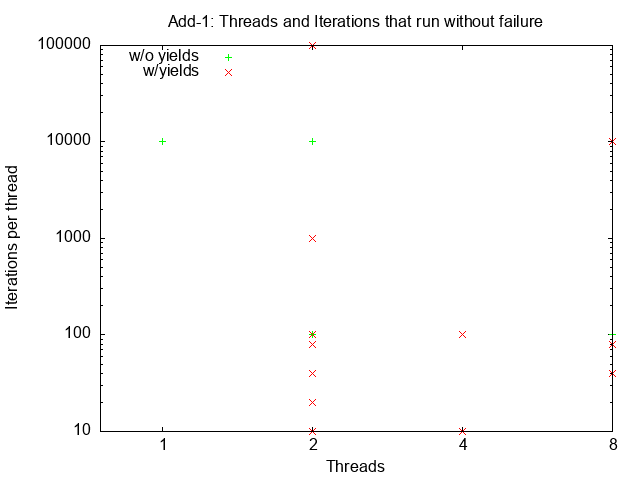 Add-1: Threads and Iterations that run without failure
100000
w/o yields
w/yields
10000
Iterations per thread
1000
100
10
1 2 4 8
Threads